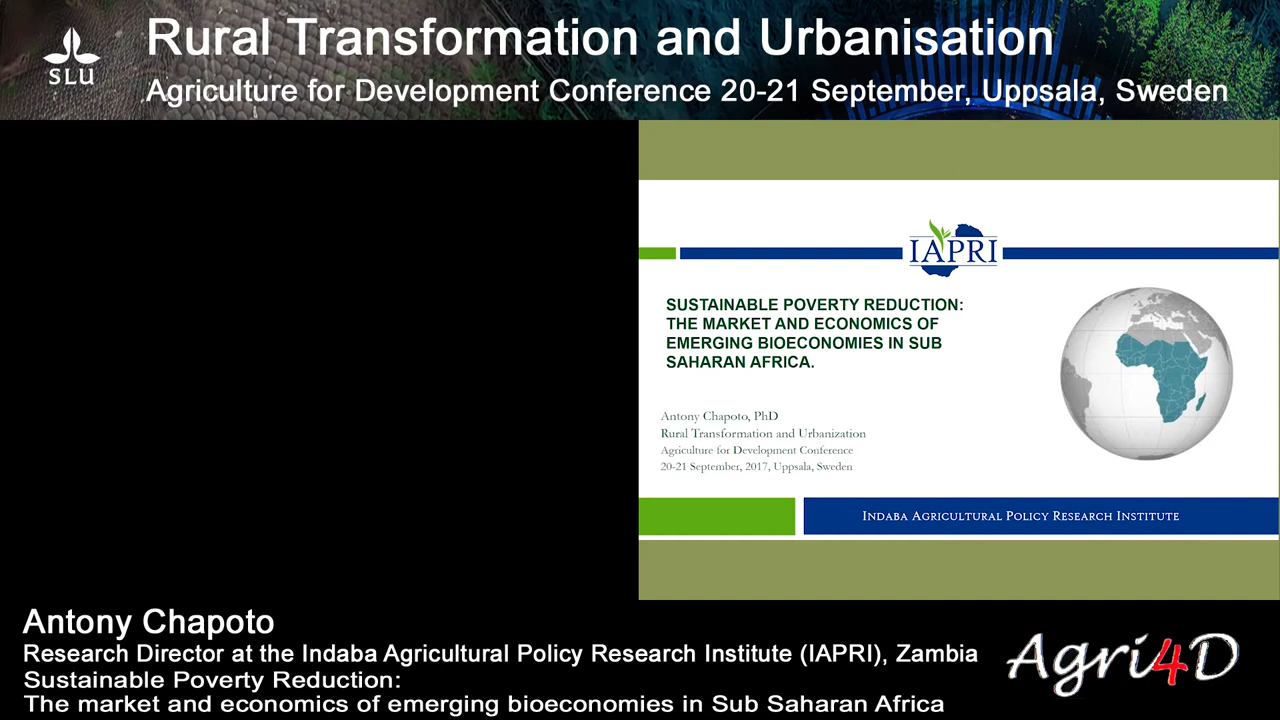 Rural Transformation and Urbanisation
SLU
Agriculture for Development Conference 20-21 September, Uppsala, Sweden
IAPRI
SUSTAINABLE POVERTY REDUCTION:
THE MARKET AND ECONOMICS OF
EMERGING BIOECONOMIES IN SUB
SAHARAN AFRICA.
Antony Chapoto, PhD
Rural Transformation and Urbanization
Agriculture for Development Conference
20-21 September, 2017, Uppsala, Sweden
INDABA AGRICULTURAL POLICY RESEARCH INSTITUTE
Antony Chapoto
Research Director at the Indaba Agricultural Policy Research Institute (IAPRI), Zambia
Sustainable Poverty Reduction:
The market and economics of emerging bioeconomies in Sub Saharan Africa
Agri4D